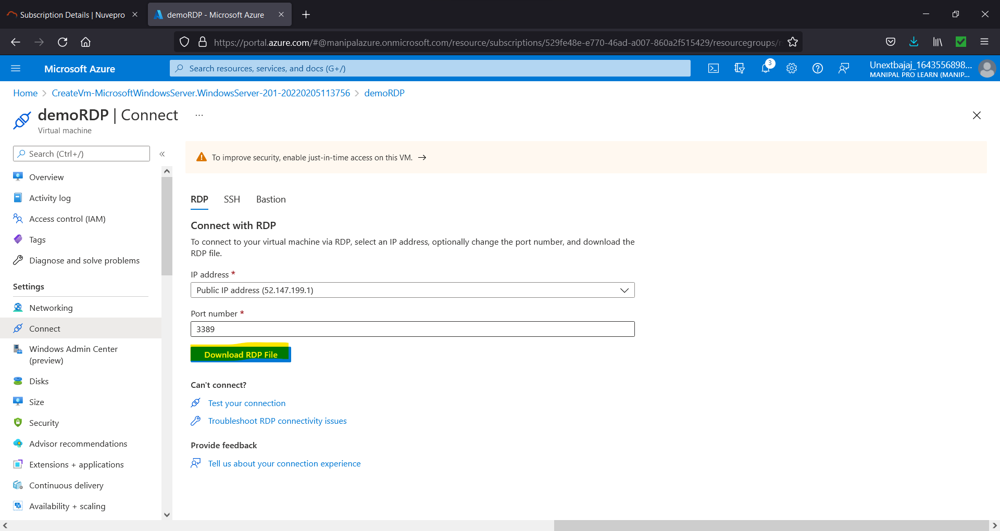 Subscription Details | Nuvepro
demoRDP - Microsoft Azure
https://portal.azure.com/#@manipalazure.onmicrosoft.com/resource/subscriptions/529fe48e-e770-46ad-a007-860a2f515429/resourcegroups/
Microsoft Azure
Search resources, services, and docs (G+/)
3
Unextbajaj_1643556898...
MANIPAL PRO LEARN (MANIP...
Home > CreateVm-MicrosoftWindowsServer.WindowsServer-201-20220205113756 > demoRDP
demoRDP | Connect ...
Virtual machine
Search (Ctrl+/)
«
Overview
Activity log
Access control (IAM)
Tags
Diagnose and solve problems
Settings
Networking
Connect
Windows Admin Center
(preview)
Disks
Size
Security
Advisor recommendations
Extensions + applications
Continuous delivery
Availability + scaling
To improve security, enable just-in-time access on this VM. →
RDP SSH Bastion
Connect with RDP
To connect to your virtual machine via RDP, select an IP address, optionally change the port number, and download the
RDP file.
IP address *
Public IP address (52.147.199.1)
Port number *
3389
Download RDP File
Can't connect?
Test your connection
Troubleshoot RDP connectivity issues
Provide feedback
Tell us about your connection experience